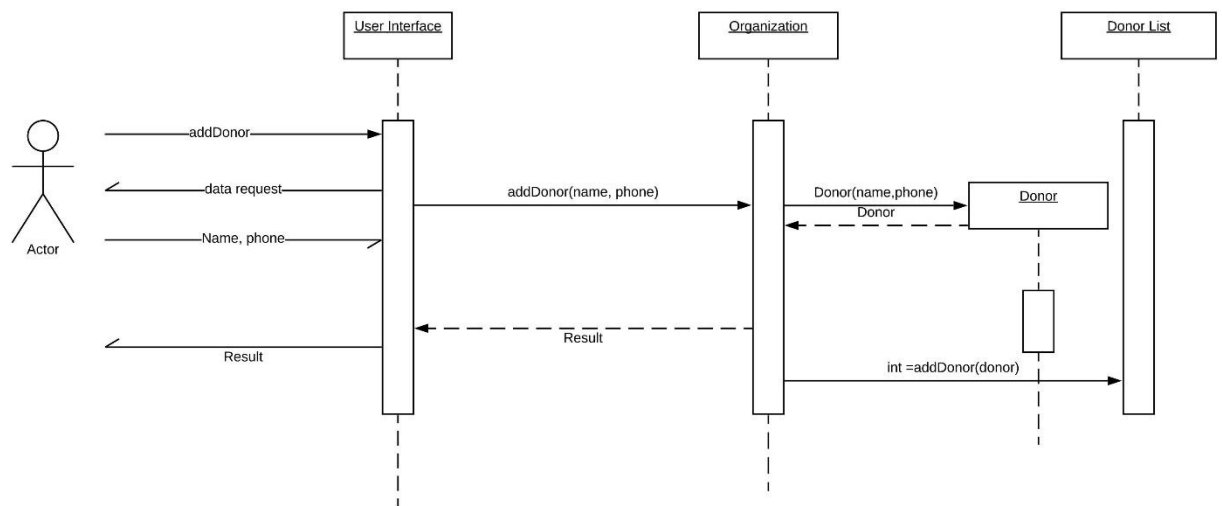 User Interface
Organization
Donor List
addDonor
data request
addDonor(name, phone)
Donor(name,phone)
Donor
Donor
Name, phone
Actor
Result
Result
int =addDonor(donor)